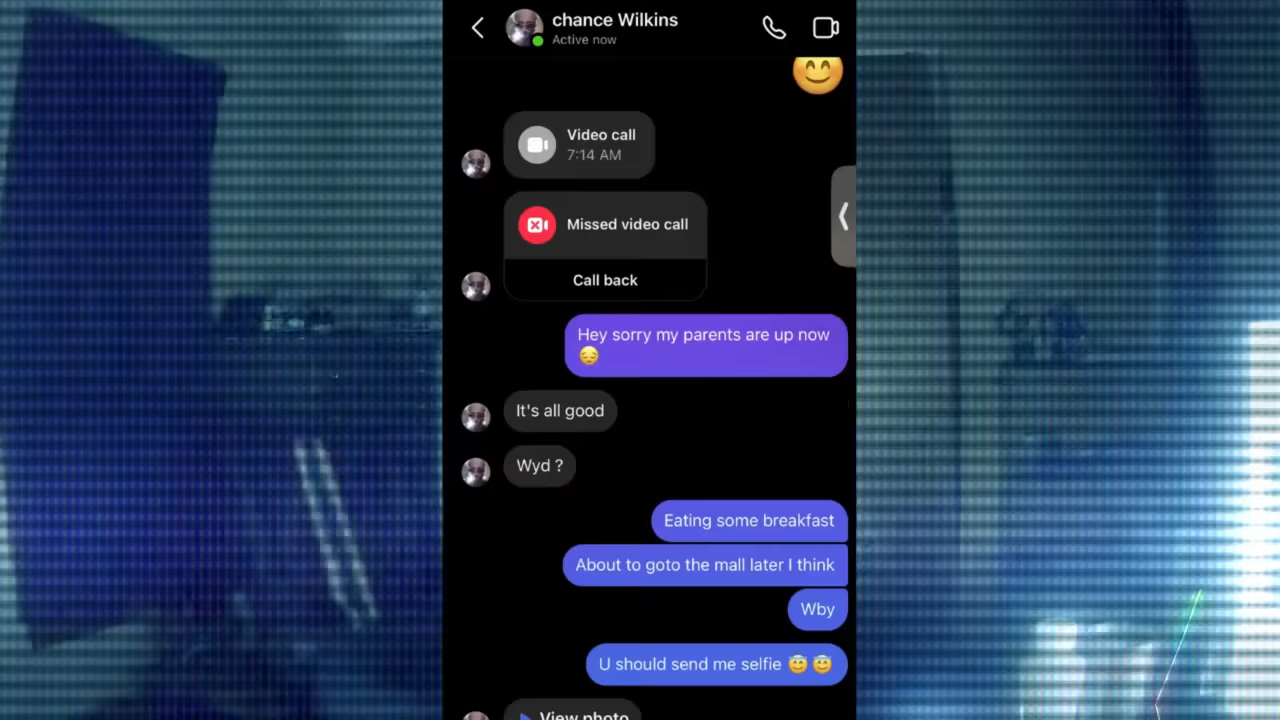 chance Wilkins
Active now
😊
Video call
7:14 AM
Missed video call
Call back
Hey sorry my parents are up now
😔
It's all good
Wyd ?
Eating some breakfast
About to goto the mall later I think
Wby
U should send me selfie 😇 😇
View photo